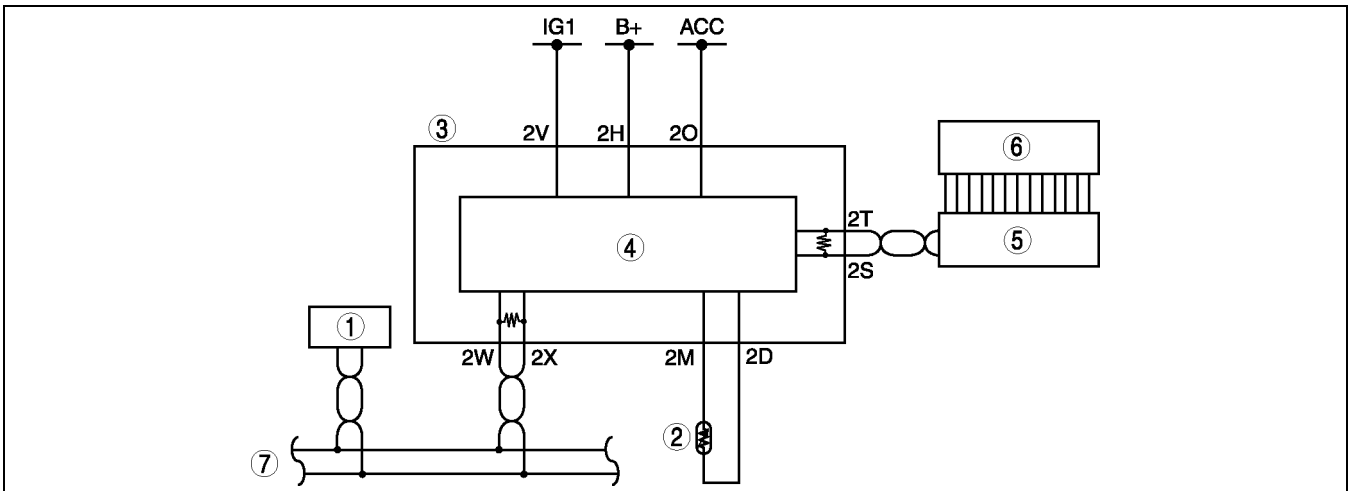 IG1 B+ ACC
③ 2V 2H 2O
⑥
2T
④ ⑤
2S
①
2W 2X 2M 2D
②
⑦